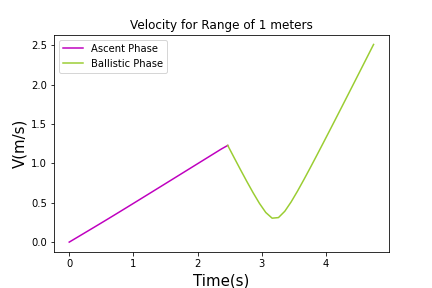 Velocity for Range of 1 meters
Ascent Phase
Ballistic Phase
V(m/s)
2.5
2.0
1.5
1.0
0.5
0.0
0 1 2 3 4
Time(s)